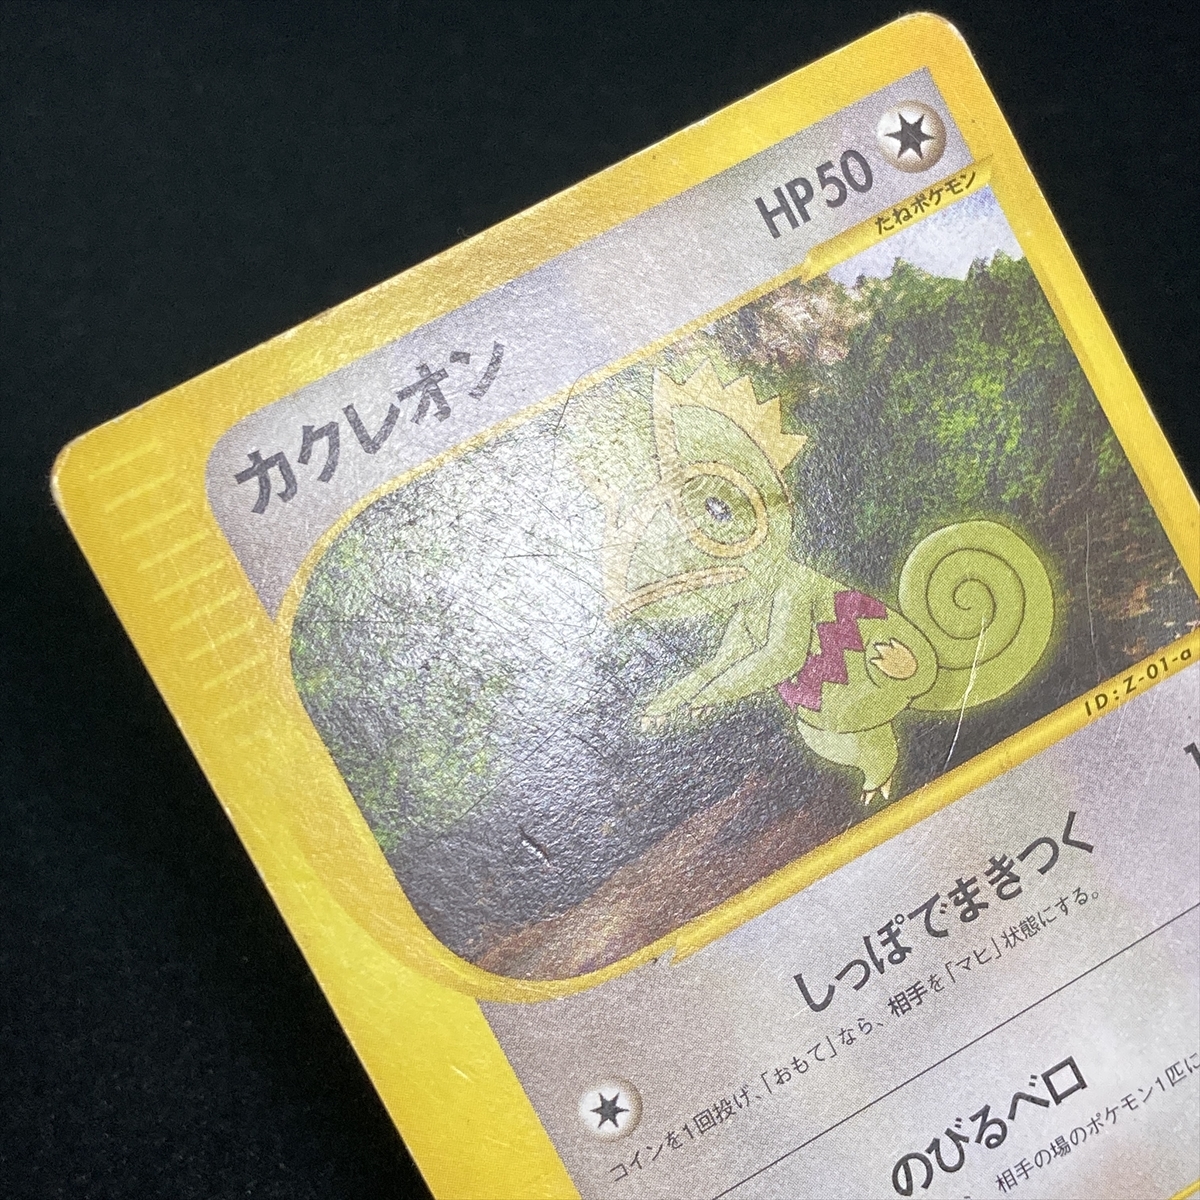 カクレオン HP50
たねポケモン
ID:Z-01-a
しっぽでまきつく
コインを1回投げ、「おもて」なら、相手を「マヒ」状態にする。
のびるベロ
相手の場のポケモン1匹に